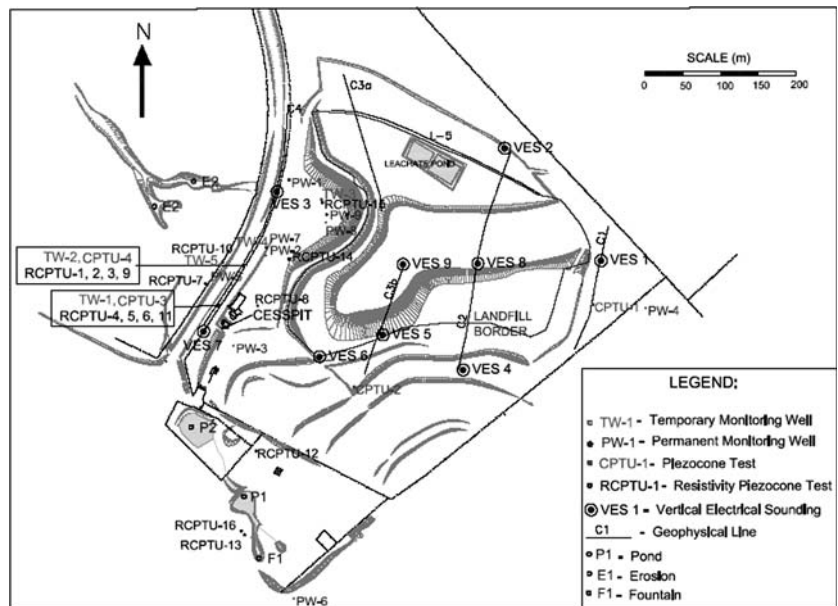 N
SCALE (m)
0 50 100 150 200
C3a
C4
L-5
VES 2
LEACHATE POND
E2
E2
PW-1
VES 3
RCPTU-15
PW-9
PW-8
RCPTU-10
TW-4
PW-7
TW-5
PW-2
RCPTU-14
TW-2, CPTU-4
RCPTU-1, 2, 3, 9
RCPTU-7
VES 9
VES 8
C1
VES 1
TW-1, CPTU-3
RCPTU-4, 5, 6, 11
RCPTU-8
CESSPIT
C3b
C2
LANDFILL
BORDER
CPTU-1
PW-4
VES 7
PW-3
VES 5
VES 6
VES 4
CPTU-2
P2
RCPTU-12
P1
RCPTU-16
RCPTU-13
F1
PW-6
LEGEND:
TW-1- Temporary Monitoring Well
PW-1- Permanent Monitoring Well
CPTU-1- Piezocone Test
RCPTU-1- Resistivity Piezocone Test
VES 1 - Vertical Electrical Sounding
C1 - Geophysical Line
P1 - Pond
E1 - Erosion
F1 - Fountain